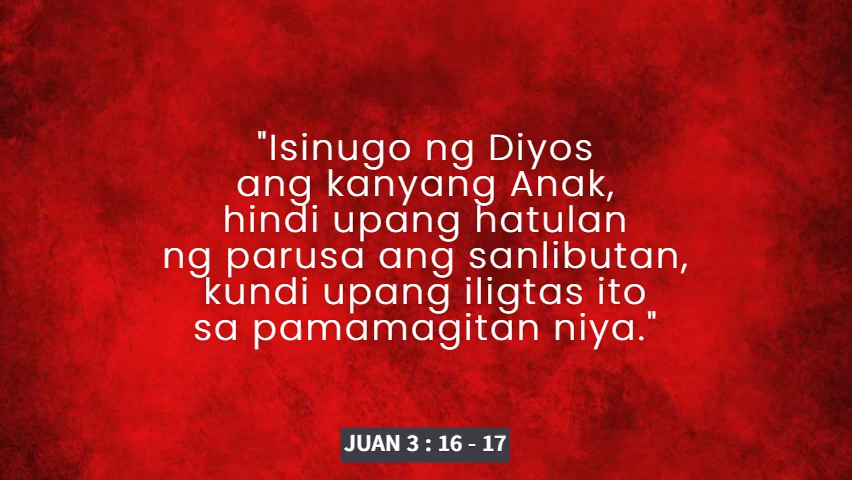 "Isinugo ng Diyos
ang kanyang Anak,
hindi upang hatulan
ng parusa ang sanlibutan,
kundi upang iligtas ito
sa pamamagitan niya."
JUAN 3 : 16 - 17